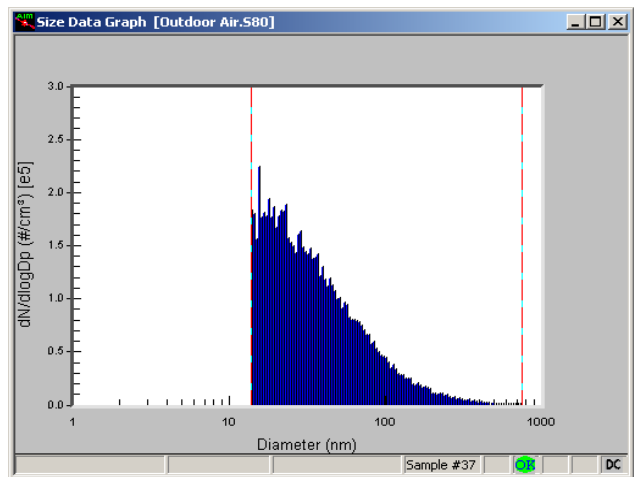 AIM
Size Data Graph [Outdoor Air.S80]
3.0
2.5
2.0
1.5
1.0
0.5
0.0
dN/dlogDp (#/cm³) [e5]
1 10 100 1000
Diameter (nm)
Sample #37 OK DC